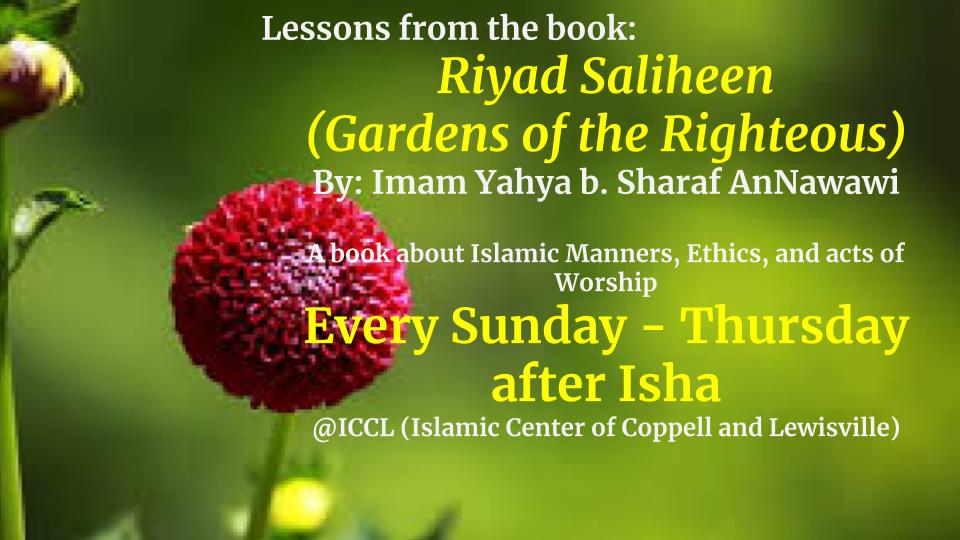 Lessons from the book:
Riyad Saliheen
(Gardens of the Righteous)
By: Imam Yahya b. Sharaf AnNawawi
A book about Islamic Manners, Ethics, and acts of
Worship
Every Sunday - Thursday
after Isha
@ICCL (Islamic Center of Coppell and Lewisville)